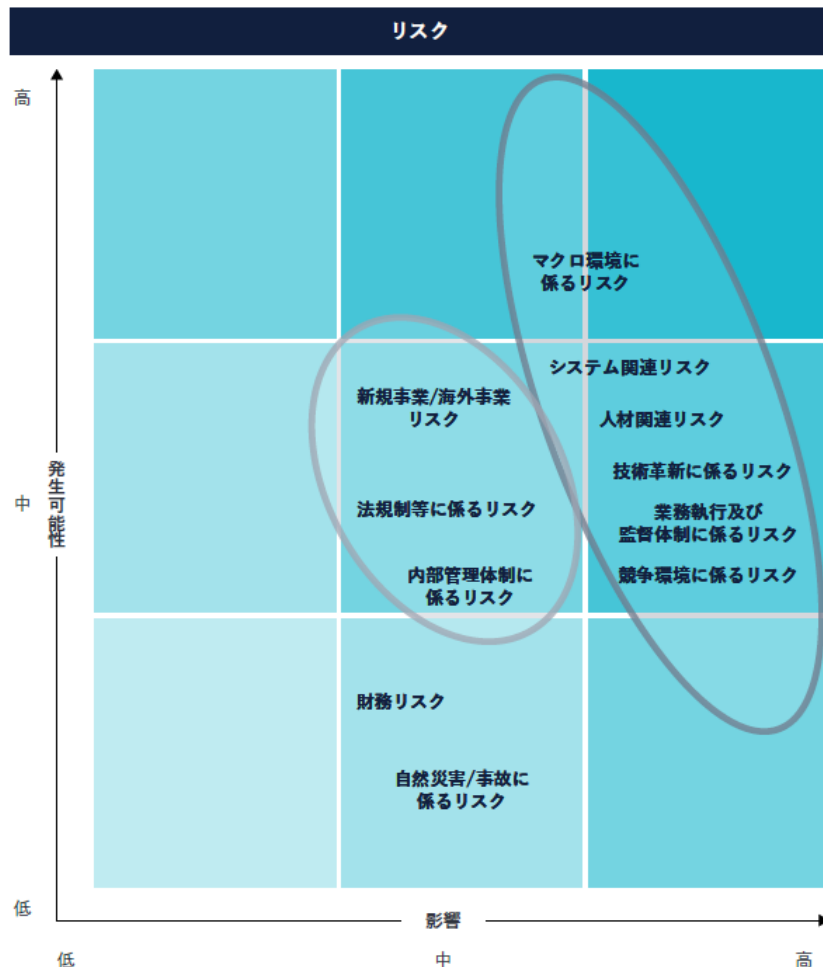 リスク
高
マクロ環境に
係るリスク
システム関連リスク
新規事業/海外事業
リスク
人材関連リスク
発生可能性
中
技術革新に係るリスク
法規制等に係るリスク
業務執行及び
監督体制に係るリスク
内部管理体制に
係るリスク
競争環境に係るリスク
財務リスク
自然災害/事故に
係るリスク
低
影響
低
中
高